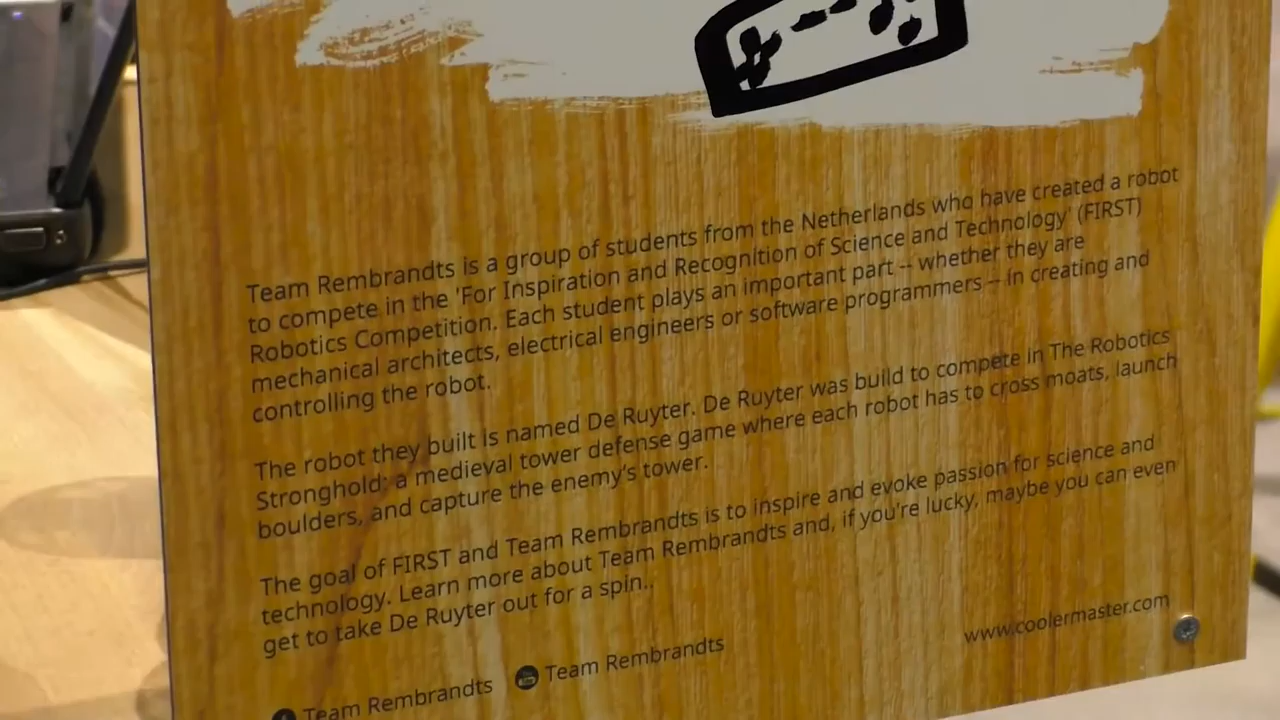 Team Rembrandts is a group of students from the Netherlands who have created a robot
to compete in the 'For Inspiration and Recognition of Science and Technology' (FIRST)
Robotics Competition. Each student plays an important part -- whether they are
mechanical architects, electrical engineers or software programmers -- in creating and
controlling the robot.
The robot they built is named De Ruyter. De Ruyter was build to compete in The Robotics
Stronghold: a medieval tower defense game where each robot has to cross moats, launch
boulders, and capture the enemy's tower.
The goal of FIRST and Team Rembrandts is to inspire and evoke passion for science and
technology. Learn more about Team Rembrandts and, if you're lucky, maybe you can even
get to take De Ruyter out for a spin..
Team Rembrandts Team Rembrandts
www.coolermaster.com